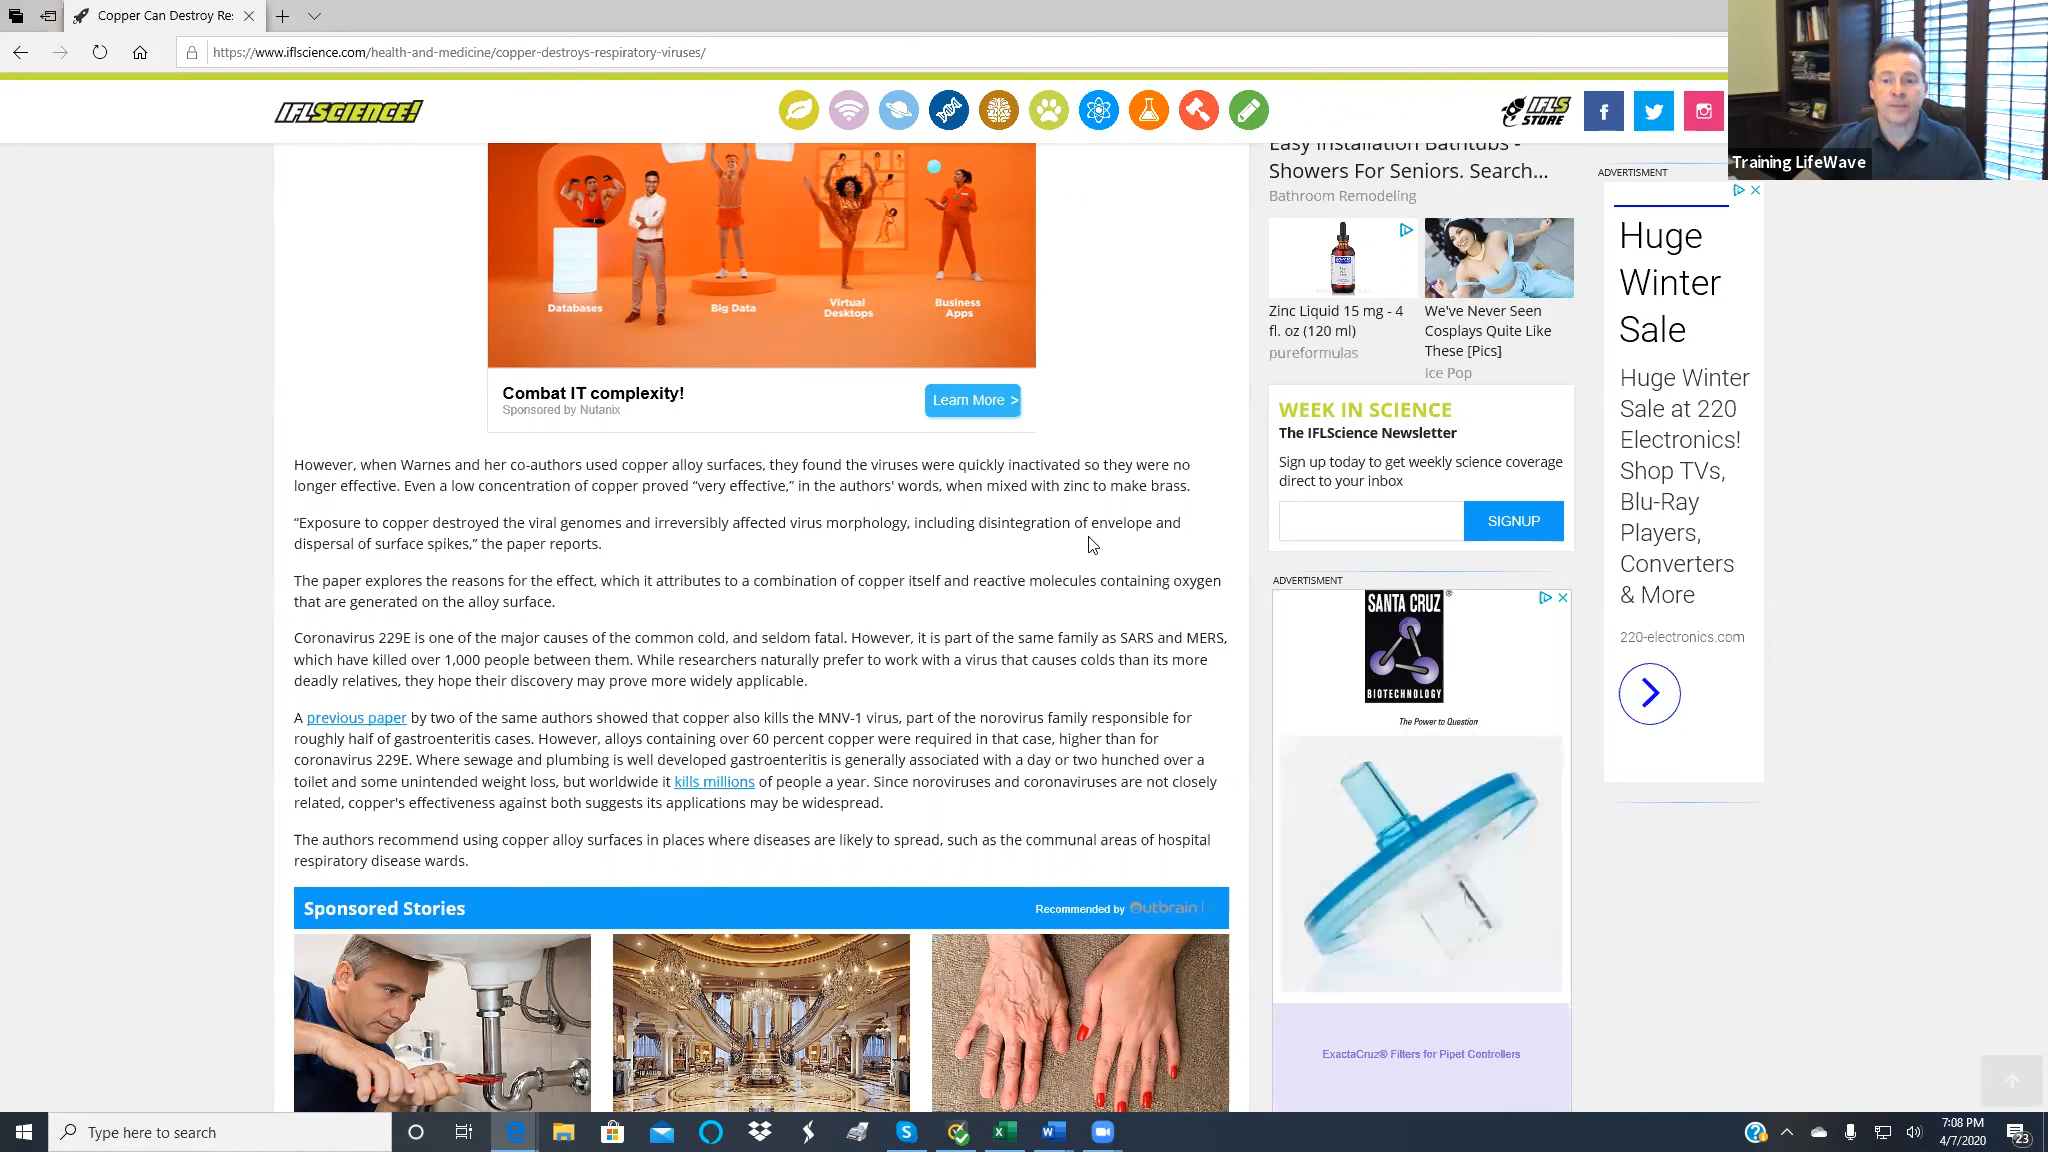 Copper Can Destroy Re:
https://www.iflscience.com/health-and-medicine/copper-destroys-respiratory-viruses/
IFLSCIENCE!
IFLS
STORE
Training LifeWave
Databases
Big Data
Virtual
Desktops
Business
Apps
Combat IT complexity!
Sponsored by Nutanix
Learn More >
However, when Warnes and her co-authors used copper alloy surfaces, they found the viruses were quickly inactivated so they were no
longer effective. Even a low concentration of copper proved “very effective,” in the authors' words, when mixed with zinc to make brass.
“Exposure to copper destroyed the viral genomes and irreversibly affected virus morphology, including disintegration of envelope and
dispersal of surface spikes,” the paper reports.
The paper explores the reasons for the effect, which it attributes to a combination of copper itself and reactive molecules containing oxygen
that are generated on the alloy surface.
Coronavirus 229E is one of the major causes of the common cold, and seldom fatal. However, it is part of the same family as SARS and MERS,
which have killed over 1,000 people between them. While researchers naturally prefer to work with a virus that causes colds than its more
deadly relatives, they hope their discovery may prove more widely applicable.
A previous paper by two of the same authors showed that copper also kills the MNV-1 virus, part of the norovirus family responsible for
roughly half of gastroenteritis cases. However, alloys containing over 60 percent copper were required in that case, higher than for
coronavirus 229E. Where sewage and plumbing is well developed gastroenteritis is generally associated with a day or two hunched over a
toilet and some unintended weight loss, but worldwide it kills millions of people a year. Since noroviruses and coronaviruses are not closely
related, copper's effectiveness against both suggests its applications may be widespread.
The authors recommend using copper alloy surfaces in places where diseases are likely to spread, such as the communal areas of hospital
respiratory disease wards.
Sponsored Stories
Recommended by Outbrain
Easy Installation Bathtubs -
Showers For Seniors. Search...
Bathroom Remodeling
Zinc Liquid 15 mg - 4
fl. oz (120 ml)
pureformulas
We've Never Seen
Cosplays Quite Like
These [Pics]
Ice Pop
WEEK IN SCIENCE
The IFLScience Newsletter
Sign up today to get weekly science coverage
direct to your inbox
SIGNUP
ADVERTISMENT
SANTA CRUZ
®
BIOTECHNOLOGY
The Power to Question
ExactaCruz® Filters for Pipet Controllers
ADVERTISMENT
Huge
Winter
Sale
Huge Winter
Sale at 220
Electronics!
Shop TVs,
Blu-Ray
Players,
Converters
& More
220-electronics.com
Type here to search
7:08 PM
4/7/2020
23